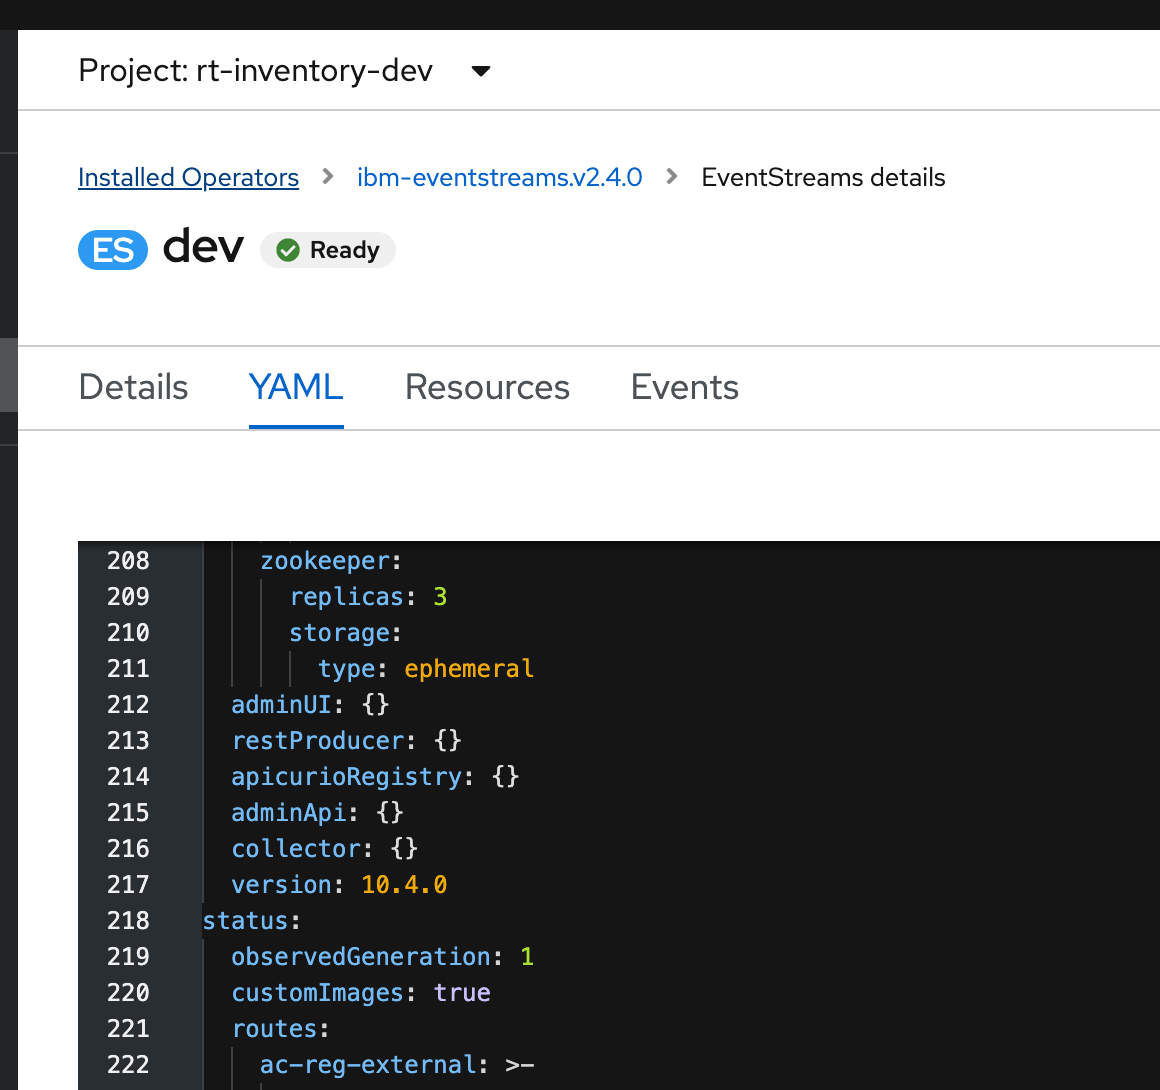 Project: rt-inventory-dev
Installed Operators > ibm-eventstreams.v2.4.0 > EventStreams details
ES dev Ready
Details YAML Resources Events
208 zookeeper:
209 replicas: 3
210 storage:
211 type: ephemeral
212 adminUI: {}
213 restProducer: {}
214 apicurioRegistry: {}
215 adminApi: {}
216 collector: {}
217 version: 10.4.0
218 status:
219 observedGeneration: 1
220 customImages: true
221 routes:
222 ac-reg-external: >-